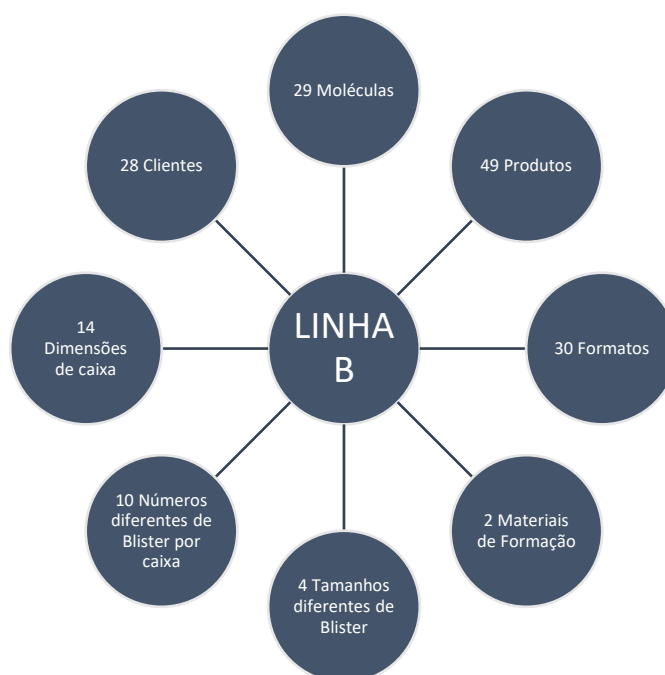 29 Moléculas
28 Clientes
49 Produtos
14
Dimensões
de caixa
LINHA
B
30 Formatos
10 Números
diferentes de
Blister por
caixa
2 Materiais
de Formação
4 Tamanhos
diferentes de
Blister